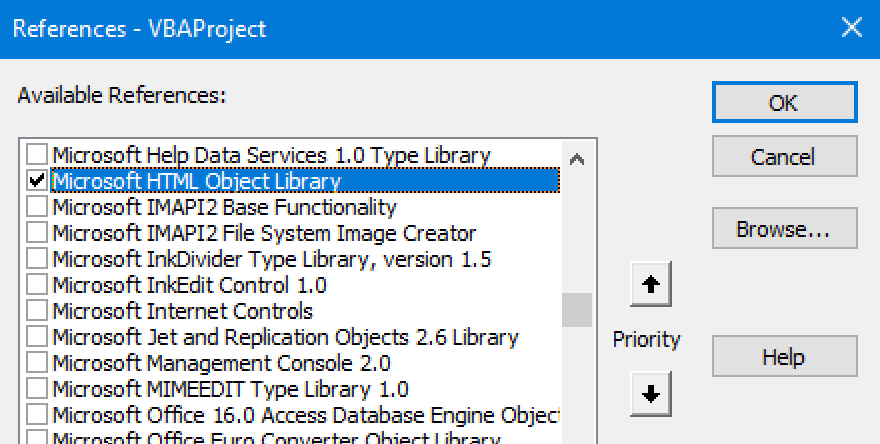 References - VBAProject
Available References:
OK
Microsoft Help Data Services 1.0 Type Library
Cancel
Microsoft HTML Object Library
Microsoft IMAPI2 Base Functionality
Browse...
Microsoft IMAPI2 File System Image Creator
Microsoft InkDivider Type Library, version 1.5
Microsoft InkEdit Control 1.0
Microsoft Internet Controls
Microsoft Jet and Replication Objects 2.6 Library
Priority
Microsoft Management Console 2.0
Help
Microsoft MIMEEDIT Type Library 1.0
Microsoft Office 16.0 Access Database Engine Object
Microsoft Office Euro Converter Object Library